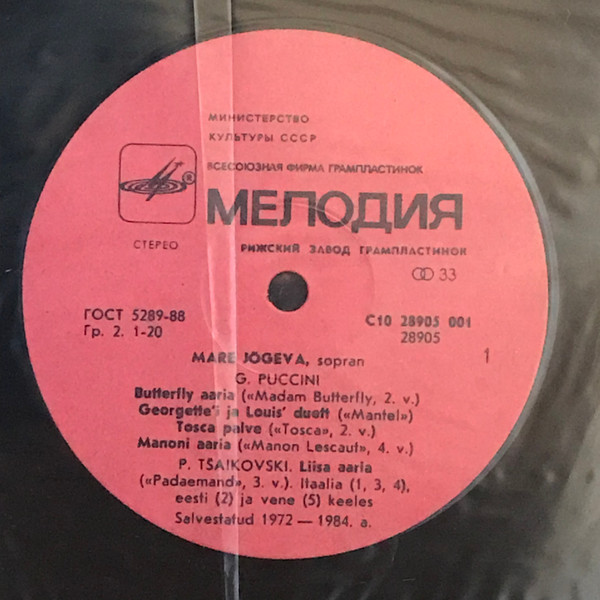 МИНИСТЕРСТВО
КУЛЬТУРЫ СССР
ВСЕСОЮЗНАЯ ФИРМА ГРАМПЛАСТИНОК
®
МЕЛОДИЯ
СТЕРЕО
РИЖСКИЙ ЗАВОД ГРАМПЛАСТИНОК
33
ГОСТ 5289-88
Гр. 2. 1-20
С10 28905 001
28905
1
MARE JÕGEVA, sopran
G. PUCCINI
Butterfly aaria («Madam Butterfly, 2. v.)
Georgette'i ja Louis' duett («Mantel»)
Tosca palve («Tosca», 2. v.)
Manoni aaria («Manon Lescaut», 4. v.)
P. TŠAIKOVSKI. Liisa aaria
(«Padaemand», 3. v.). Itaalia (1, 3, 4),
eesti (2) ja vene (5) keeles
Salvestatud 1972 — 1984. a.